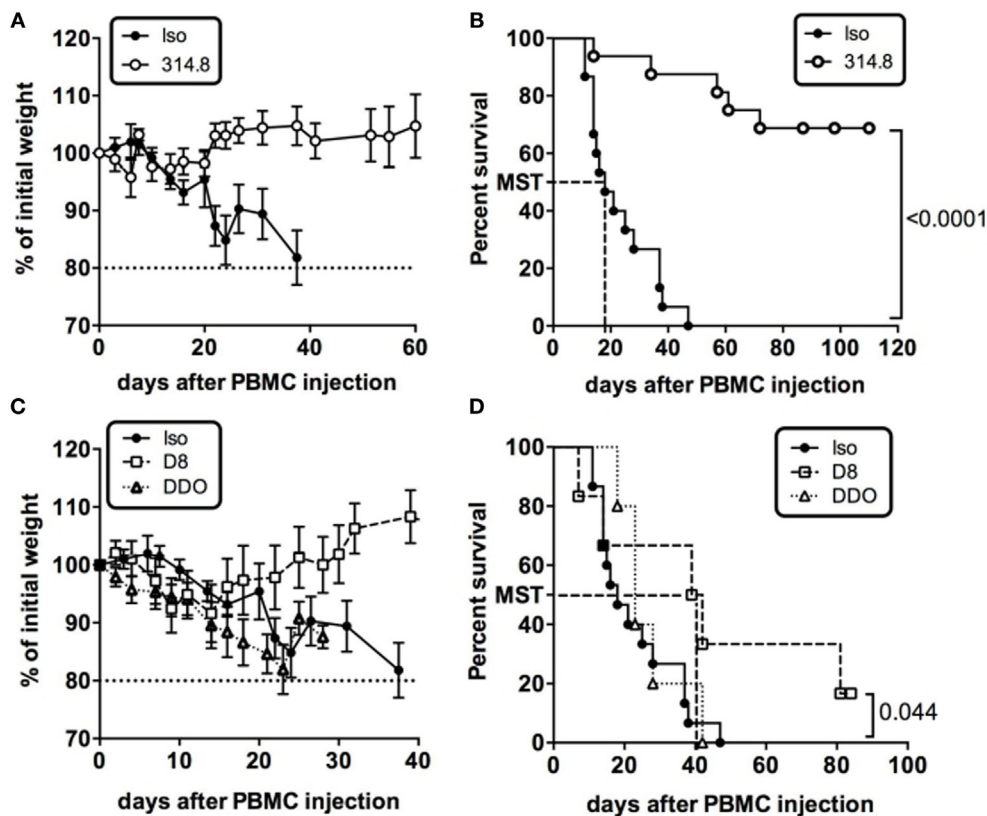 A
Iso
314.8
120
110
100
90
80
70
% of initial weight
0 20 40 60
days after PBMC injection
B
Iso
314.8
100
80
60
MST
40
20
0
Percent survival
<0.0001
0 20 40 60 80 100 120
days after PBMC injection
C
Iso
D8
DDO
120
110
100
90
80
70
% of initial weight
0 10 20 30 40
days after PBMC injection
D
Iso
D8
DDO
100
80
60
MST
40
20
0
Percent survival
0.044
0 20 40 60 80 100
days after PBMC injection